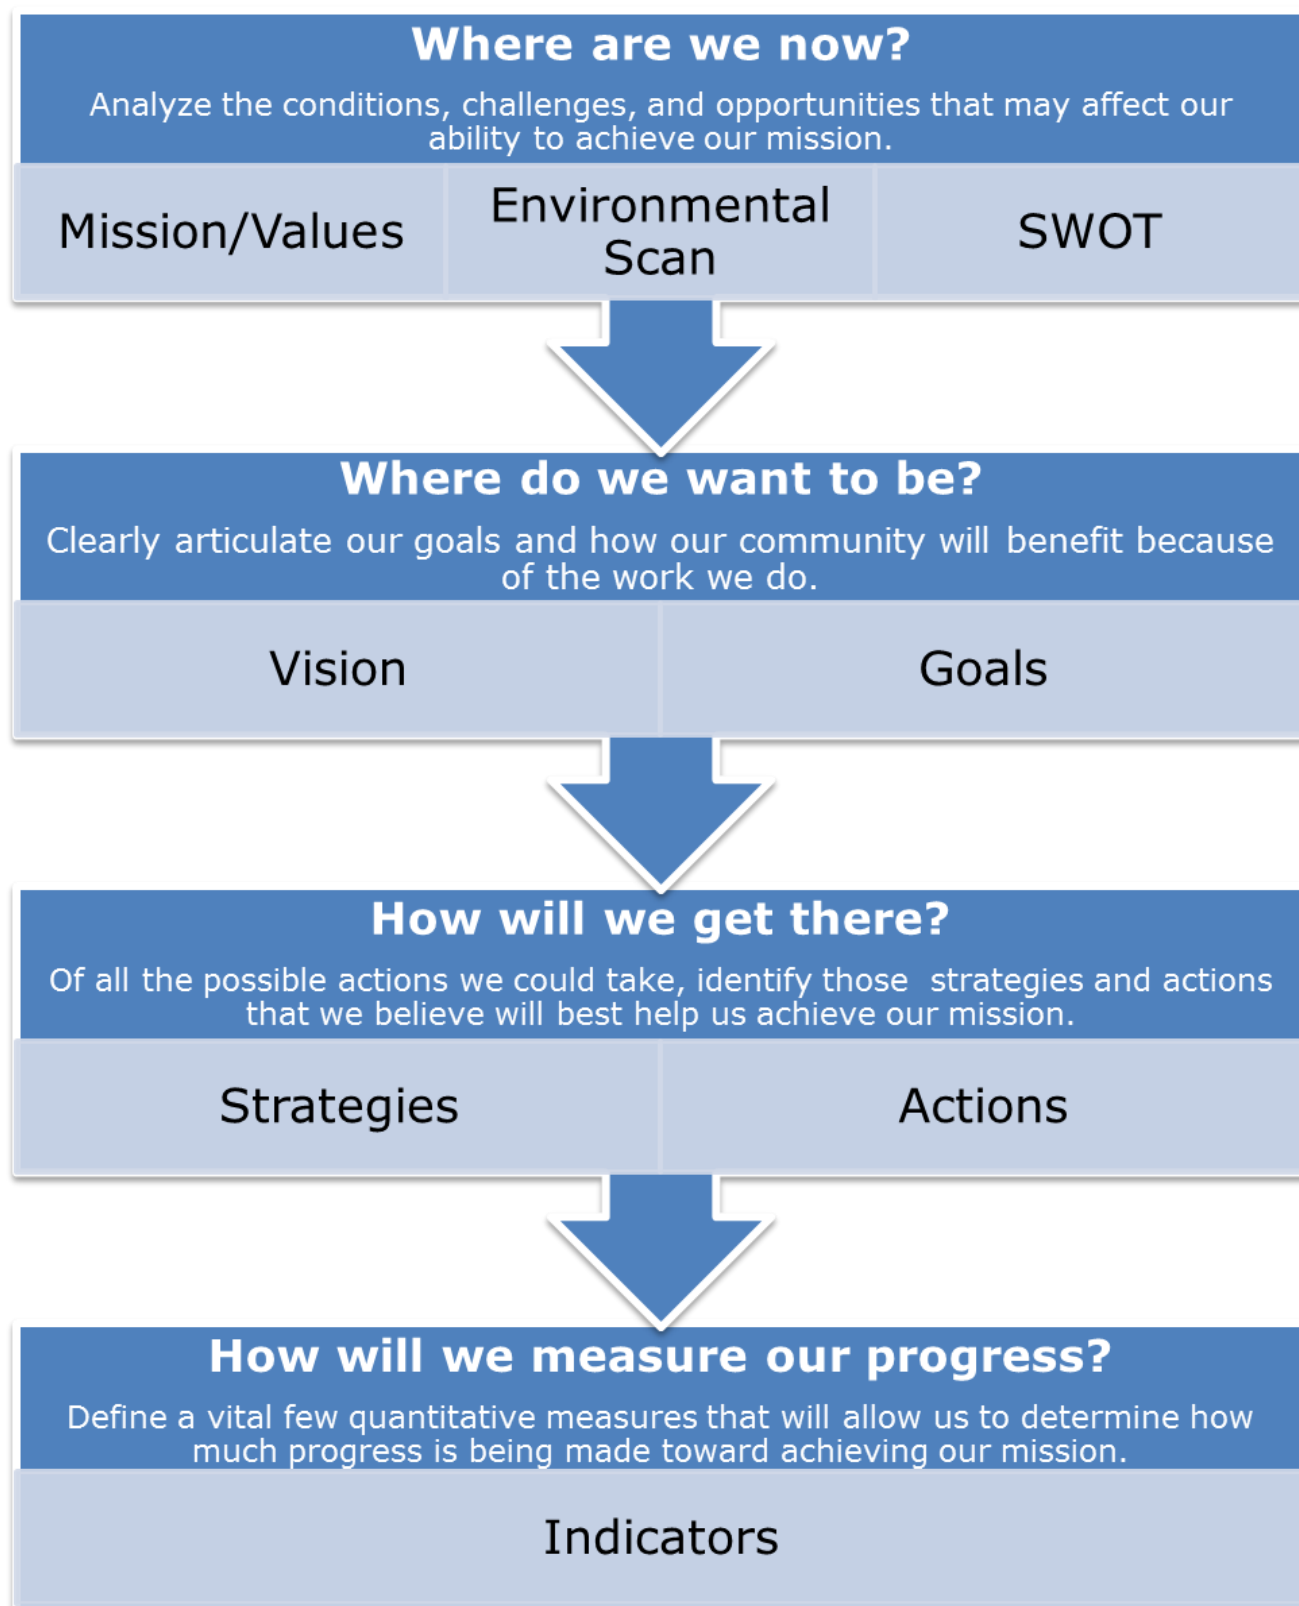 Where are we now?
Analyze the conditions, challenges, and opportunities that may affect our
ability to achieve our mission.
Mission/Values
Environmental
Scan
SWOT
Where do we want to be?
Clearly articulate our goals and how our community will benefit because
of the work we do.
Vision
Goals
How will we get there?
Of all the possible actions we could take, identify those strategies and actions
that we believe will best help us achieve our mission.
Strategies
Actions
How will we measure our progress?
Define a vital few quantitative measures that will allow us to determine how
much progress is being made toward achieving our mission.
Indicators